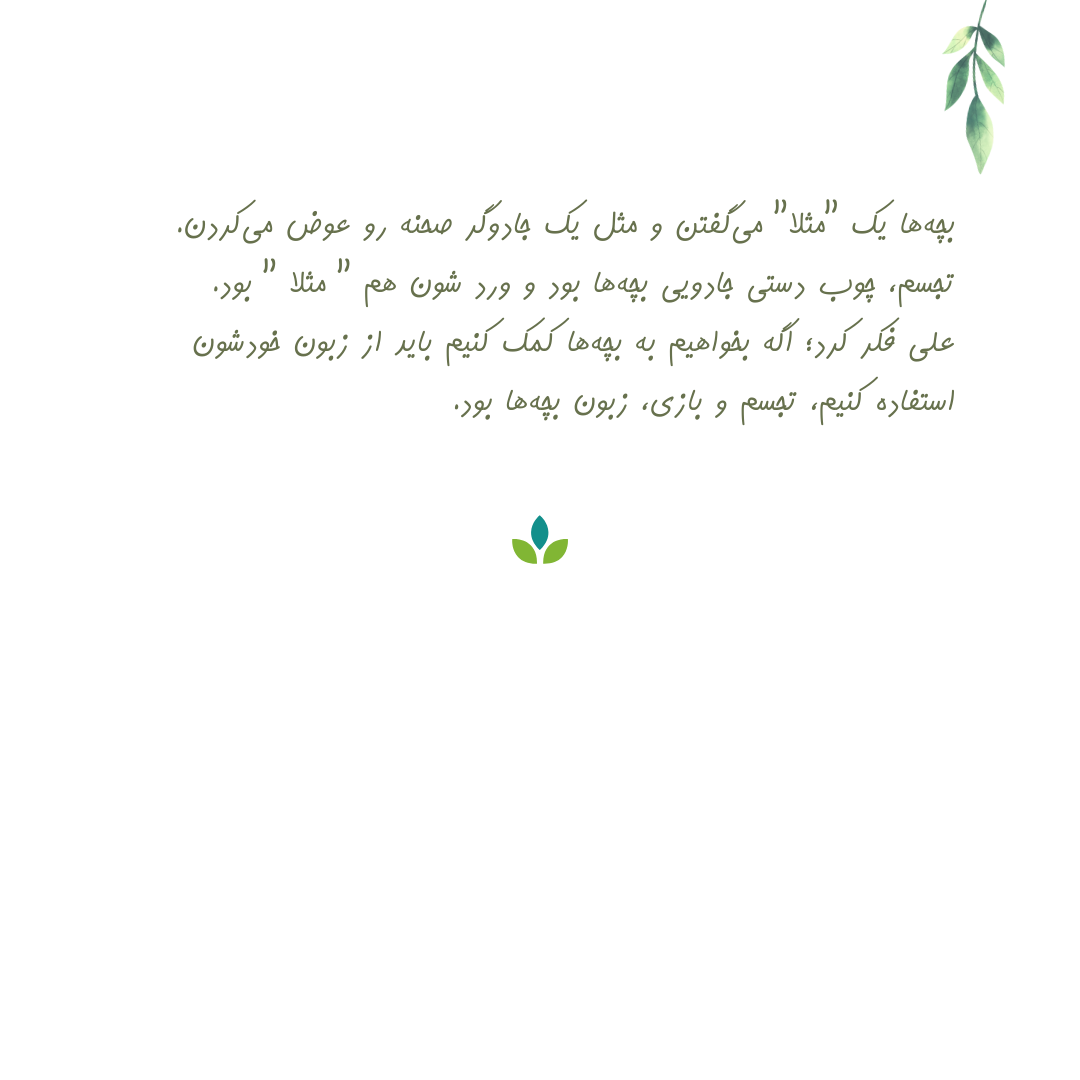 بچه‌ها یک "مثلا" می‌گفتن و مثل یک جادوگر صحنه رو عوض می‌کردن.
تجسم، چوب دستی جادویی بچه‌ها بود و ورد شون هم " مثلا " بود.
علی فکر کرد؛ اگه بخواهیم به بچه‌ها کمک کنیم باید از زبون خودشون
استفاده کنیم، تجسم و بازی، زبون بچه‌ها بود.